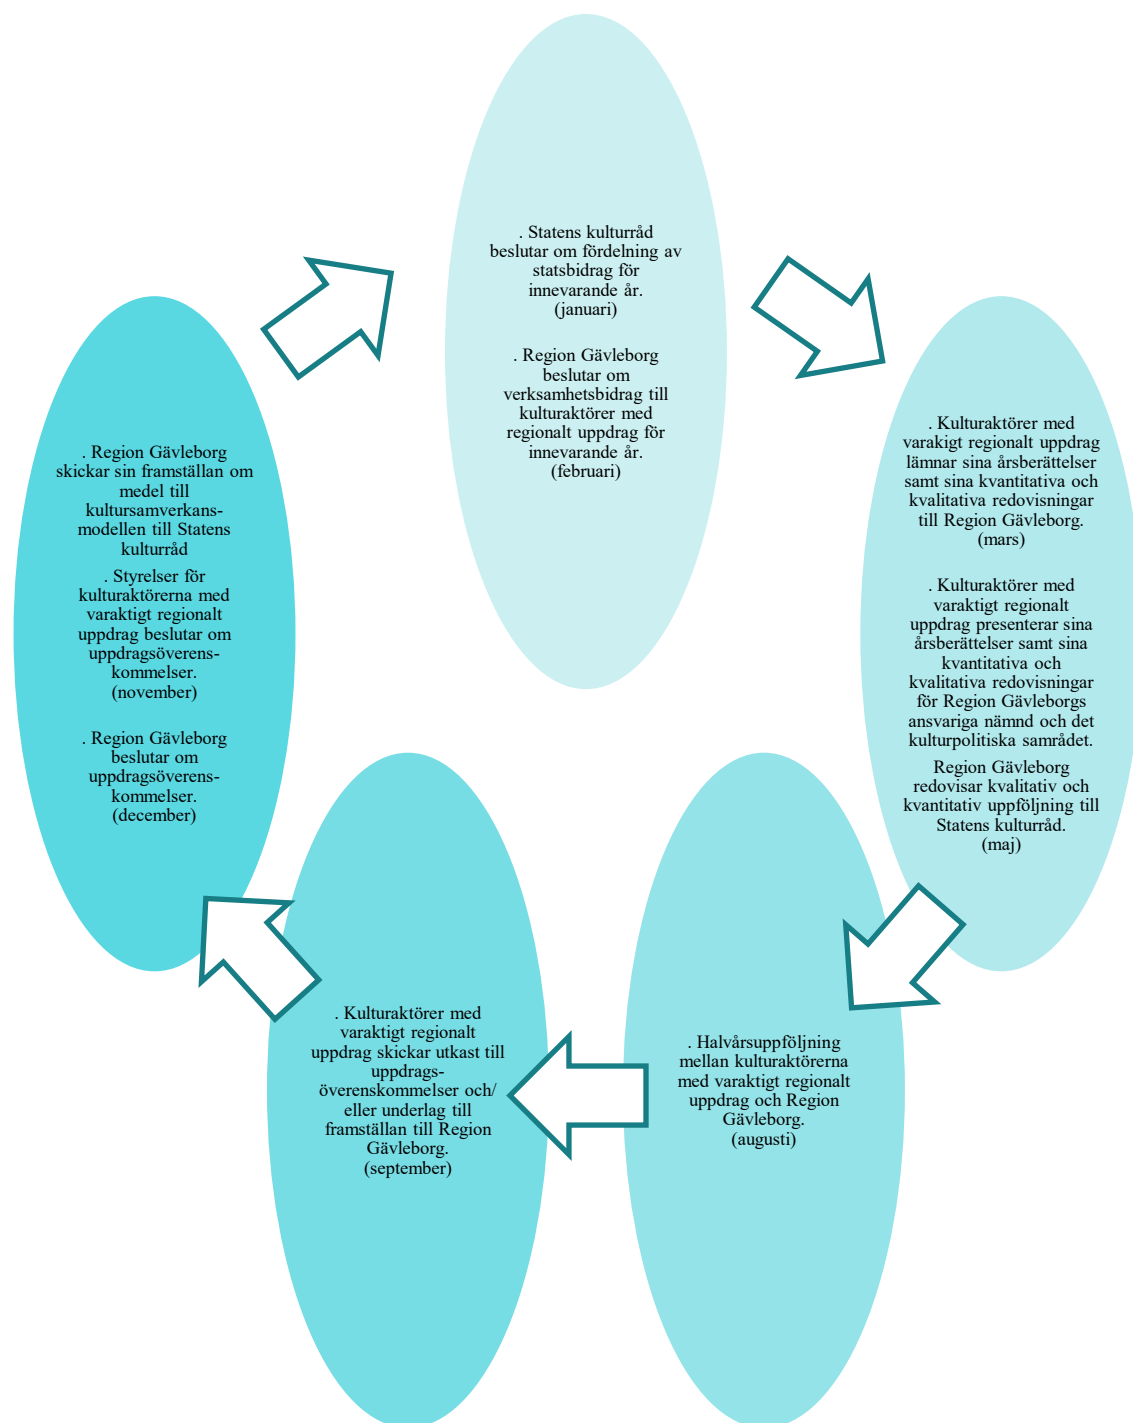 . Statens kulturråd
beslutar om fördelning av
statsbidrag för
innevarande år.
(januari)
. Region Gävleborg
beslutar om
verksamhetsbidrag till
kulturaktörer med
regionalt uppdrag för
innevarande år.
(februari)
. Kulturaktörer med
varakigt regionalt uppdrag
lämnar sina årsberättelser
samt sina kvantitativa och
kvalitativa redovisningar
till Region Gävleborg.
(mars)
. Kulturaktörer med
varaktigt regionalt
uppdrag presenterar sina
årsberättelser samt sina
kvantitativa och
kvalitativa redovisningar
för Region Gävleborgs
ansvariga nämnd och det
kulturpolitiska samrådet.
Region Gävleborg
redovisar kvalitativ och
kvantitativ uppföljning till
Statens kulturråd.
(maj)
. Halvårsuppföljning
mellan kulturaktörerna
med varaktigt regionalt
uppdrag och Region
Gävleborg.
(augusti)
. Kulturaktörer med
varaktigt regionalt
uppdrag skickar utkast till
uppdrags-
överenskommelser och/
eller underlag till
framställan till Region
Gävleborg.
(september)
. Region Gävleborg
skickar sin framställan om
medel till
kultursamverkans-
modellen till Statens
kulturråd
. Styrelser för
kulturaktörerna med
varaktigt regionalt
uppdrag beslutar om
uppdragsöverens-
kommelser.
(november)
. Region Gävleborg
beslutar om
uppdragsöverens-
kommelser.
(december)